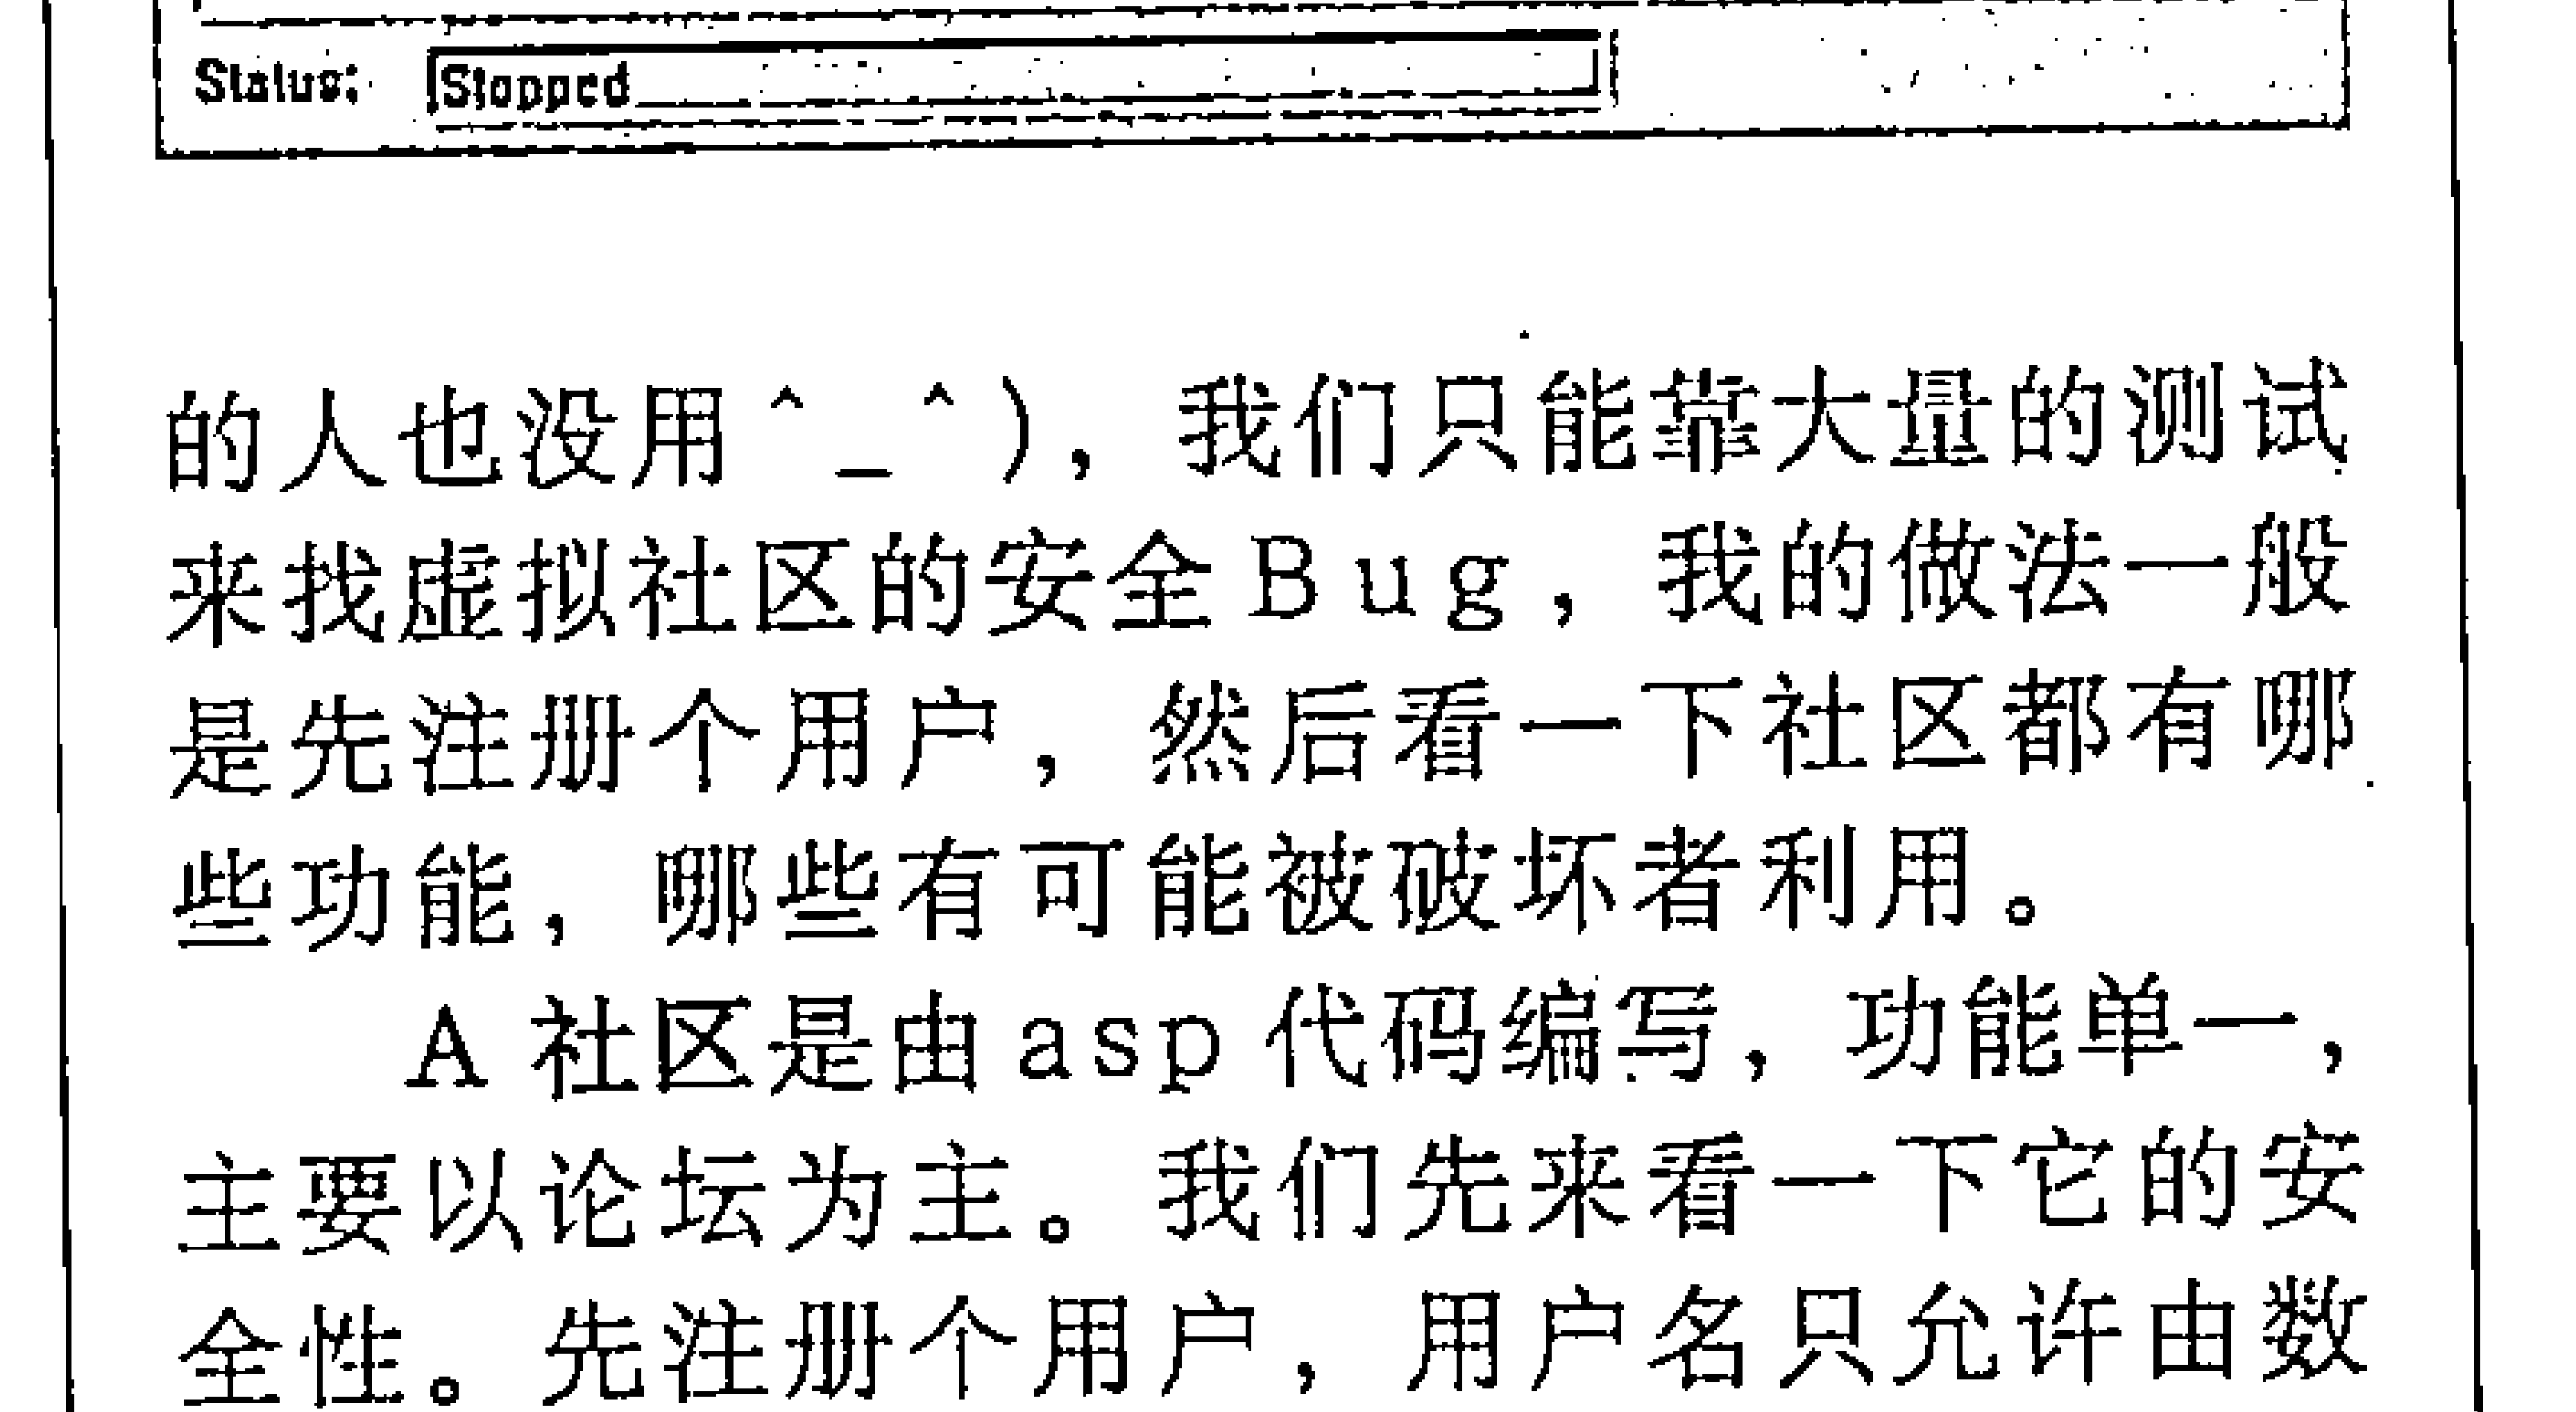 Status: Stopped
的人也没用^_^)，我们只能靠大量的测试
来找虚拟社区的安全Bug，我的做法一般
是先注册个用户，然后看一下社区都有哪
些功能，哪些有可能被破坏者利用。
A 社区是由asp代码编写，功能单一，
主要以论坛为主。我们先来看一下它的安
全性。先注册个用户，用户名只允许由数